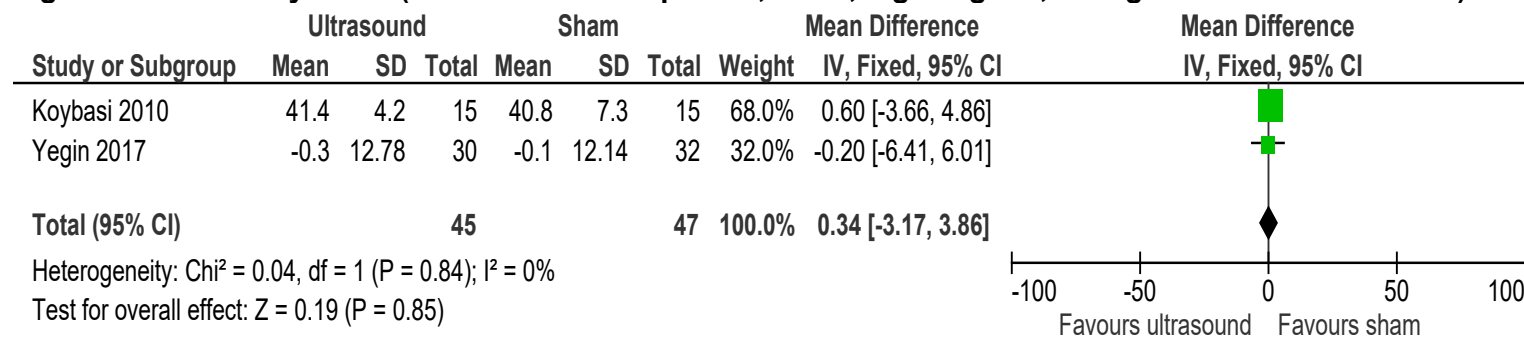 Ultrasound Sham Mean Difference Mean Difference
Study or Subgroup Mean SD Total Mean SD Total Weight IV, Fixed, 95% CI IV, Fixed, 95% CI
Koybasi 2010 41.4 4.2 15 40.8 7.3 15 68.0% 0.60 [-3.66, 4.86]
Yegin 2017 -0.3 12.78 30 -0.1 12.14 32 32.0% -0.20 [-6.41, 6.01]
Total (95% CI) 45 47 100.0% 0.34 [-3.17, 3.86]
Heterogeneity: Chi² = 0.04, df = 1 (P = 0.84); I² = 0%
Test for overall effect: Z = 0.19 (P = 0.85)
-100 -50 0 50 100
Favours ultrasound Favours sham